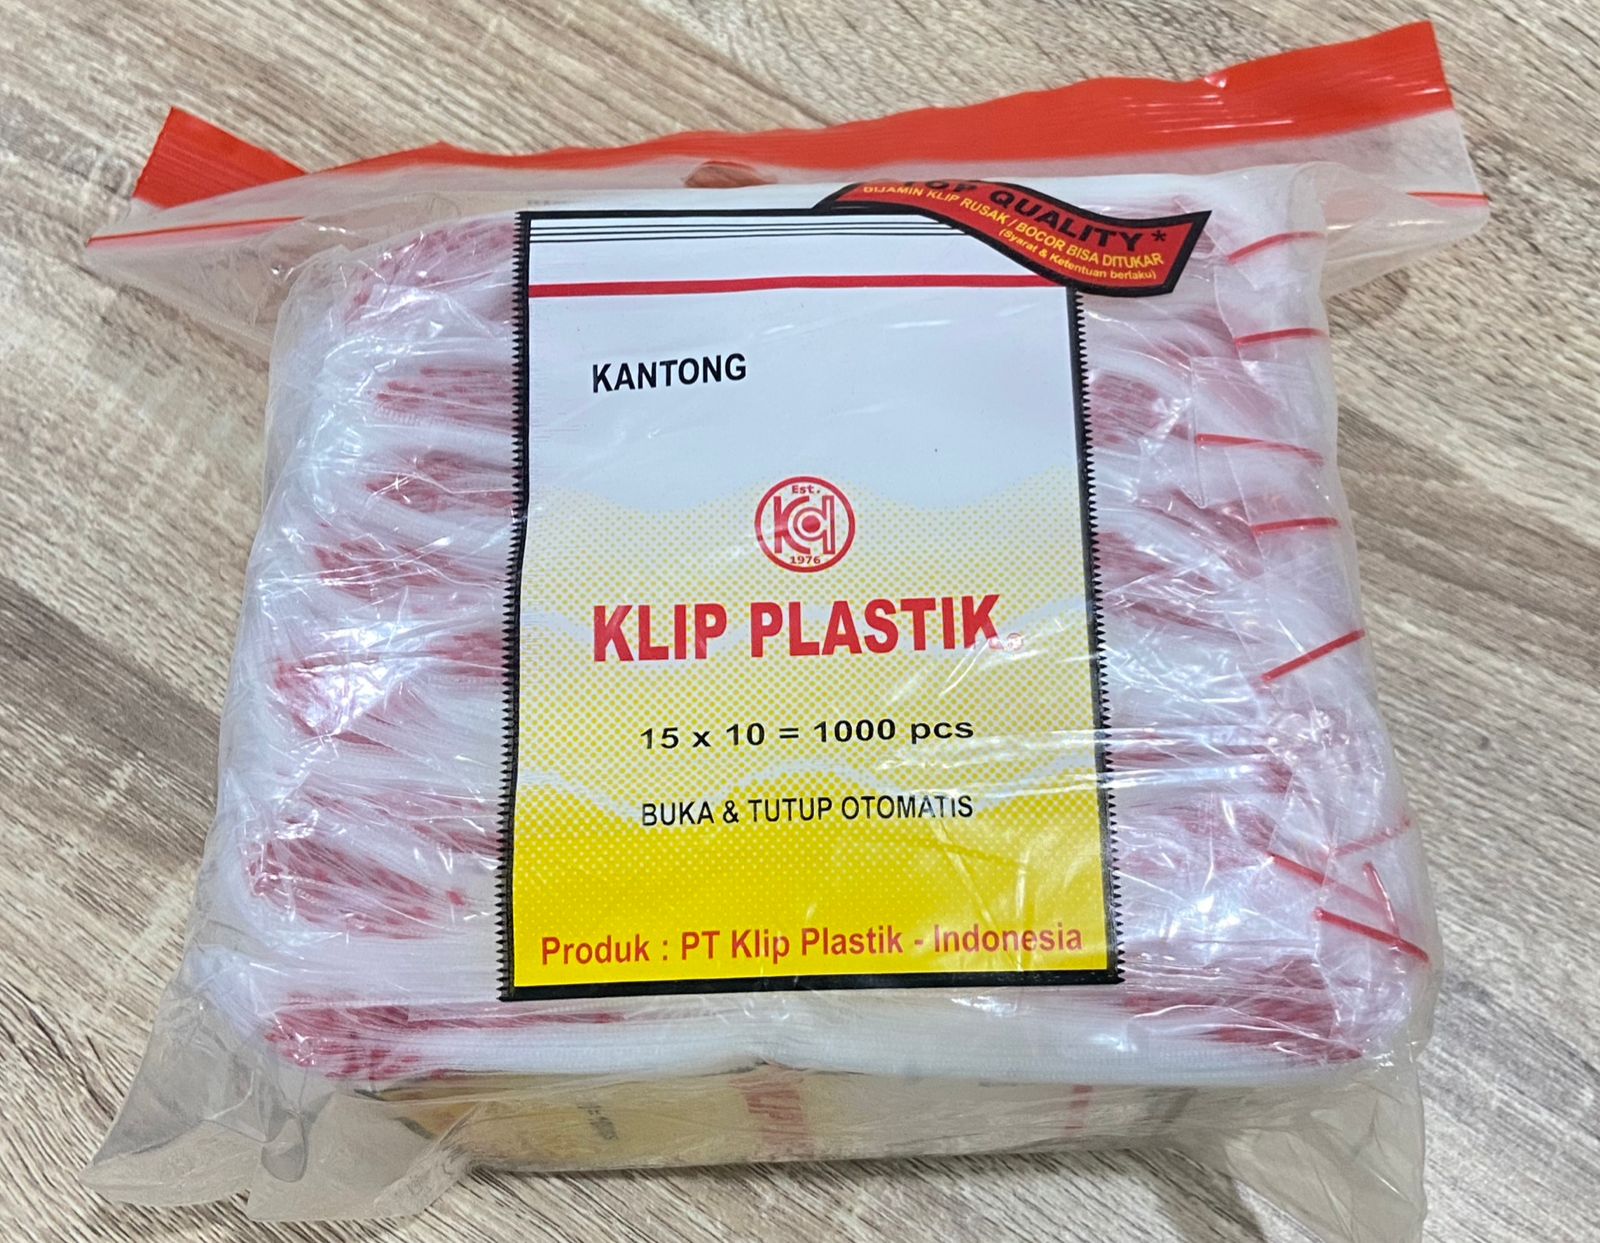 TOP QUALITY*
DIJAMIN KLIP RUSAK / BOCOR BISA DITUKAR
(Syarat & Ketentuan berlaku)
KANTONG
Est.
Kd
1976
KLIP PLASTIK
15 x 10 = 1000 pcs
BUKA & TUTUP OTOMATIS
Produk : PT Klip Plastik - Indonesia